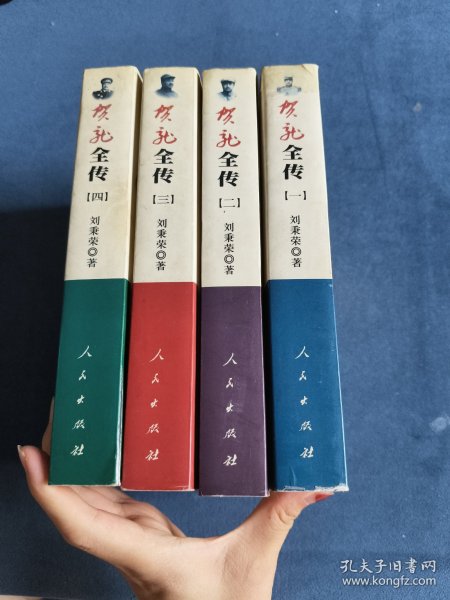 贺龙
全传
【四】
刘秉荣◎著
人民出版社
贺龙
全传
【三】
刘秉荣◎著
人民出版社
贺龙
全传
【二】
刘秉荣◎著
人民出版社
贺龙
全传
【一】
刘秉荣◎著
人民出版社
孔夫子旧书网
www.kongfz.com